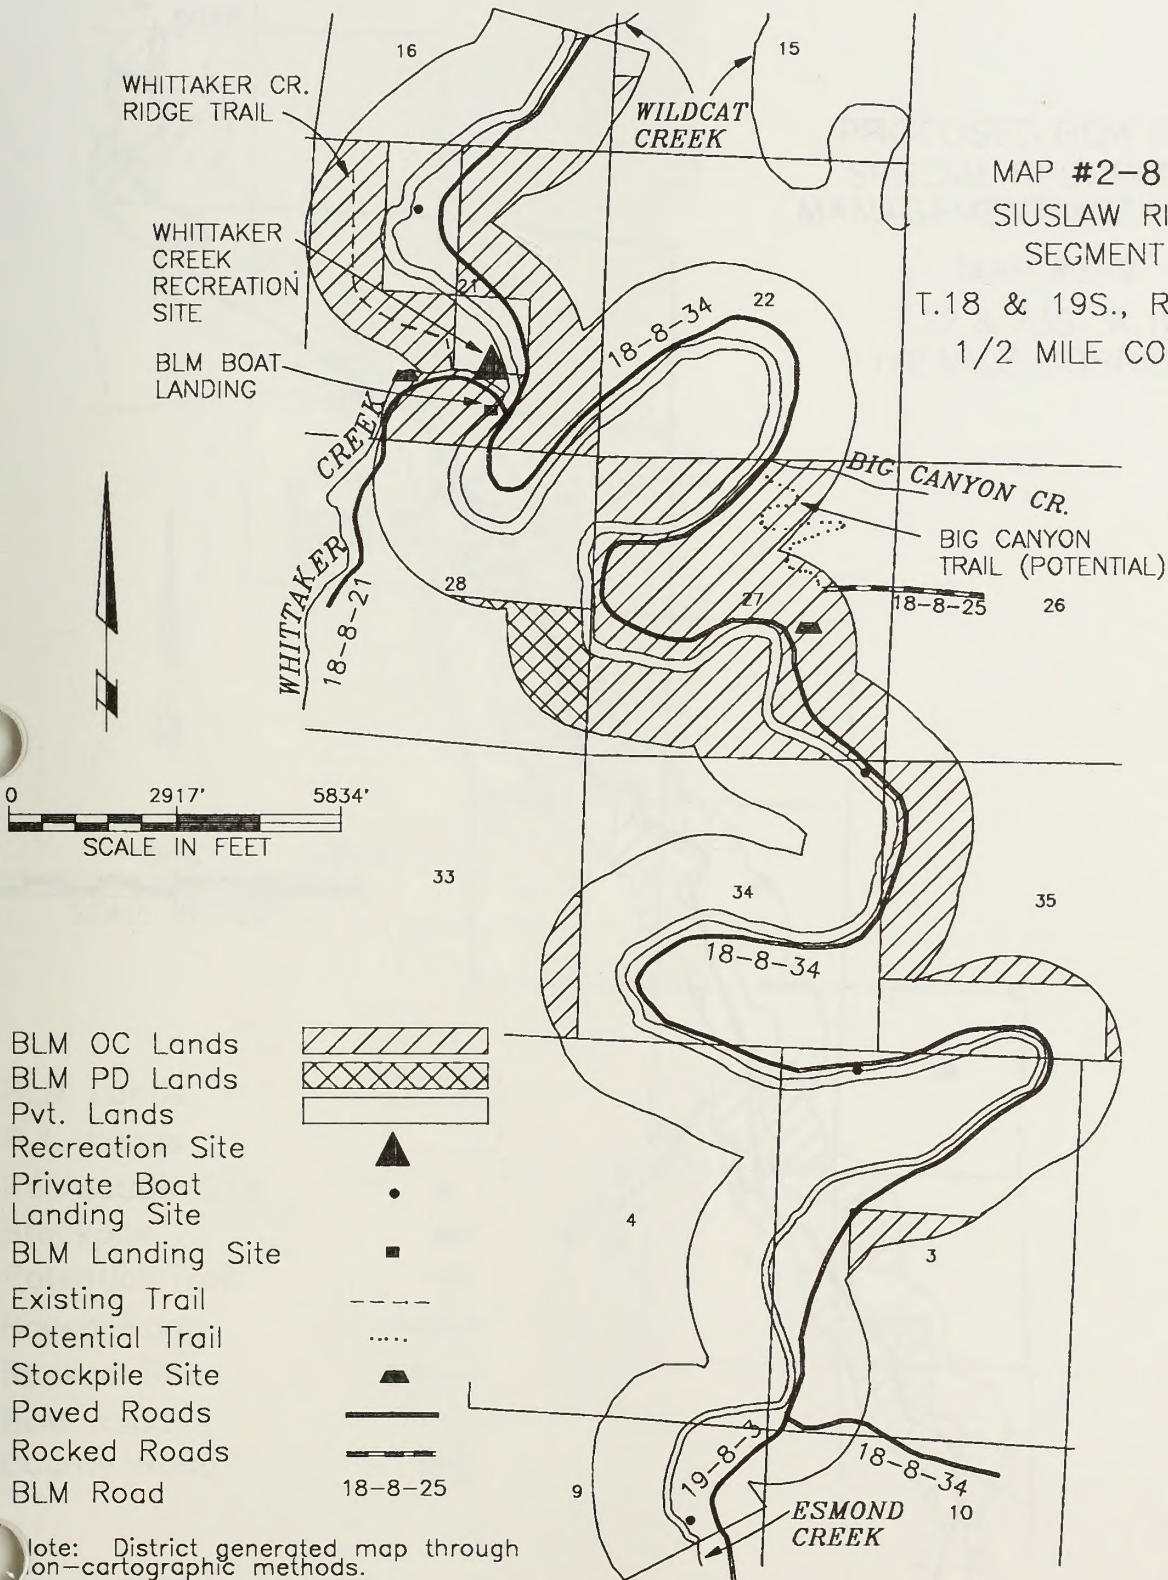 16
15
WHITTAKER CR.
RIDGE TRAIL
WILDCAT
CREEK
MAP #2-8
SIUSLAW RI
SEGMENT
T.18 & 19S., R
1/2 MILE CO
WHITTAKER
CREEK
RECREATION
SITE
21
22
18-8-34
BLM BOAT
LANDING
WHITTAKER CREEK
18-8-21
BIG CANYON CR.
BIG CANYON
TRAIL (POTENTIAL)
28
27
18-8-25
26
0 2917' 5834'
SCALE IN FEET
33
34
35
18-8-34
BLM OC Lands
BLM PD Lands
Pvt. Lands
Recreation Site
Private Boat
Landing Site
BLM Landing Site
Existing Trail
Potential Trail
Stockpile Site
Paved Roads
Rocked Roads
BLM Road 18-8-25
4
3
19-8-3
18-8-34
9
10
ESMOND
CREEK
ote: District generated map through
on-cartographic methods.